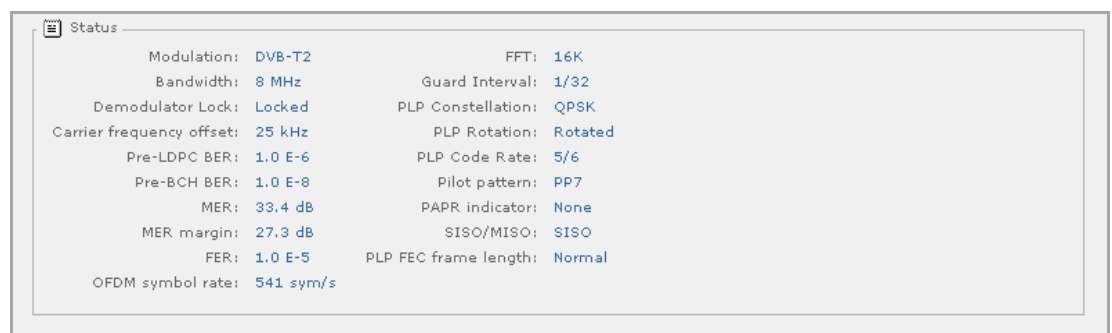 Status
Modulation: DVB-T2 FFT: 16K
Bandwidth: 8 MHz Guard Interval: 1/32
Demodulator Lock: Locked PLP Constellation: QPSK
Carrier frequency offset: 25 kHz PLP Rotation: Rotated
Pre-LDPC BER: 1.0 E-6 PLP Code Rate: 5/6
Pre-BCH BER: 1.0 E-8 Pilot pattern: PP7
MER: 33.4 dB PAPR indicator: None
MER margin: 27.3 dB SISO/MISO: SISO
FER: 1.0 E-5 PLP FEC frame length: Normal
OFDM symbol rate: 541 sym/s